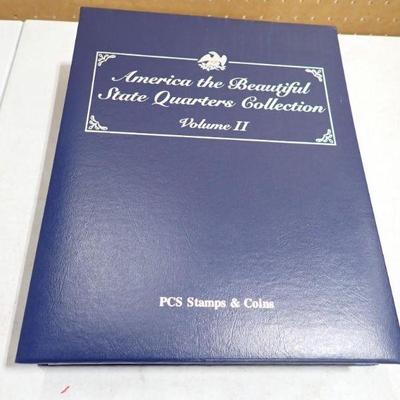 America the Beautiful
State Quarters Collection
Volume II
PCS Stamps & Coins